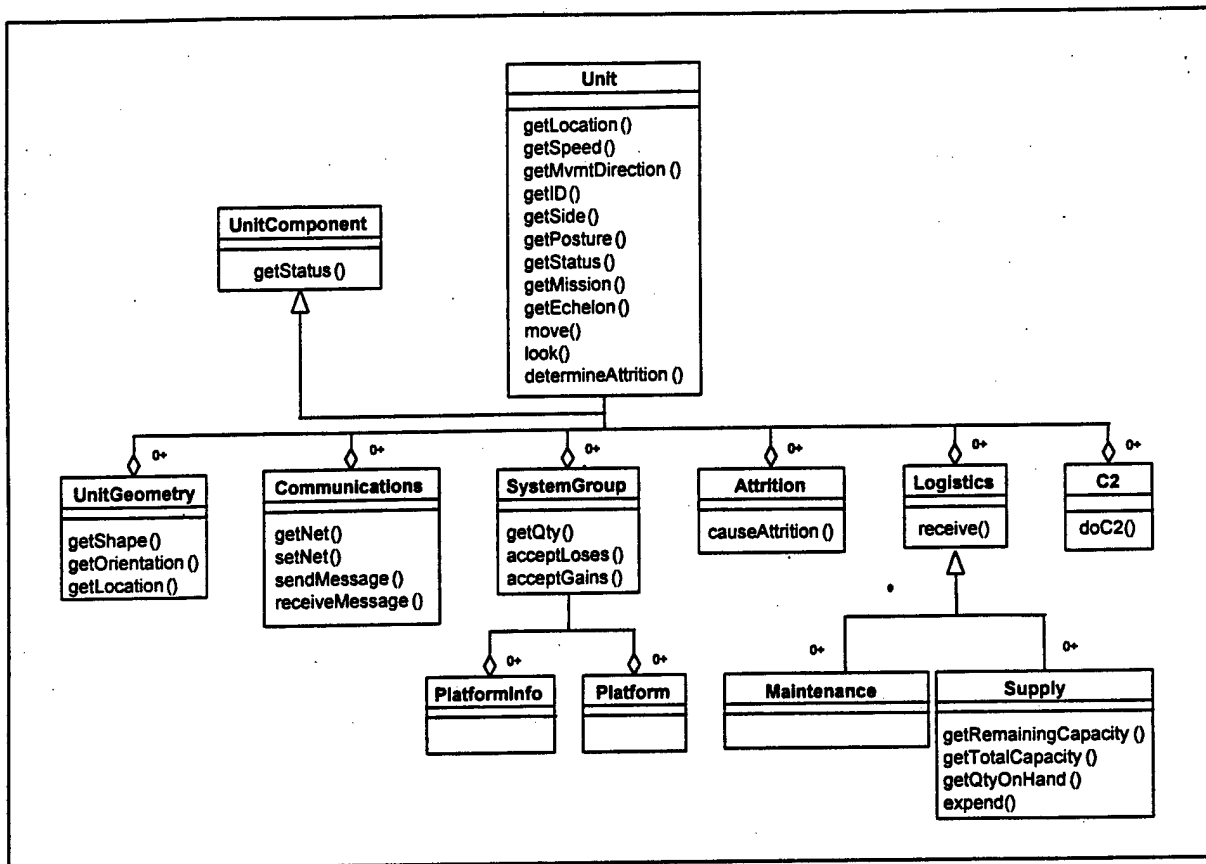 Unit
getLocation()
getSpeed()
getMvmtDirection()
getID()
getSide()
getPosture()
getStatus()
getMission()
getEchelon()
move()
look()
determineAttrition()
UnitComponent
getStatus()
0+
0+
0+
0+
0+
0+
UnitGeometry
getShape()
getOrientation()
getLocation()
Communications
getNet()
setNet()
sendMessage()
receiveMessage()
SystemGroup
getQty()
acceptLoses()
acceptGains()
Attrition
causeAttrition()
Logistics
receive()
C2
doC2()
0+
0+
0+
0+
PlatformInfo
Platform
Maintenance
Supply
getRemainingCapacity()
getTotalCapacity()
getQtyOnHand()
expend()